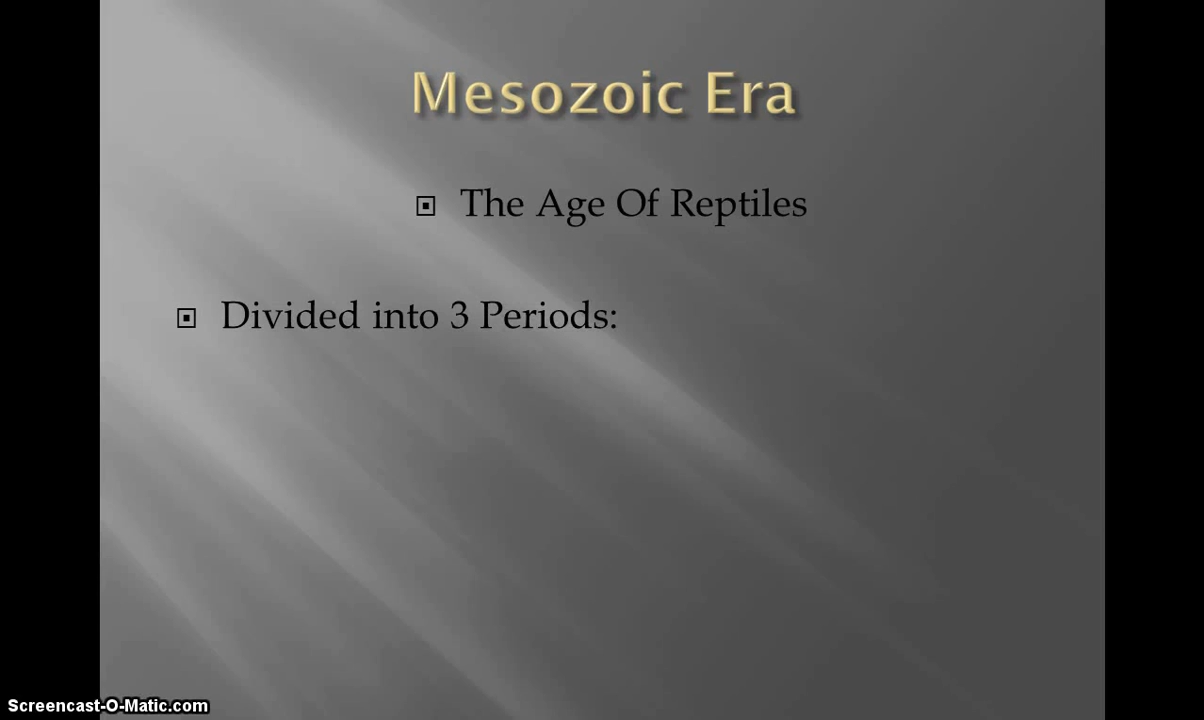 Mesozoic Era
The Age Of Reptiles
Divided into 3 Periods:
Screencast-O-Matic.com